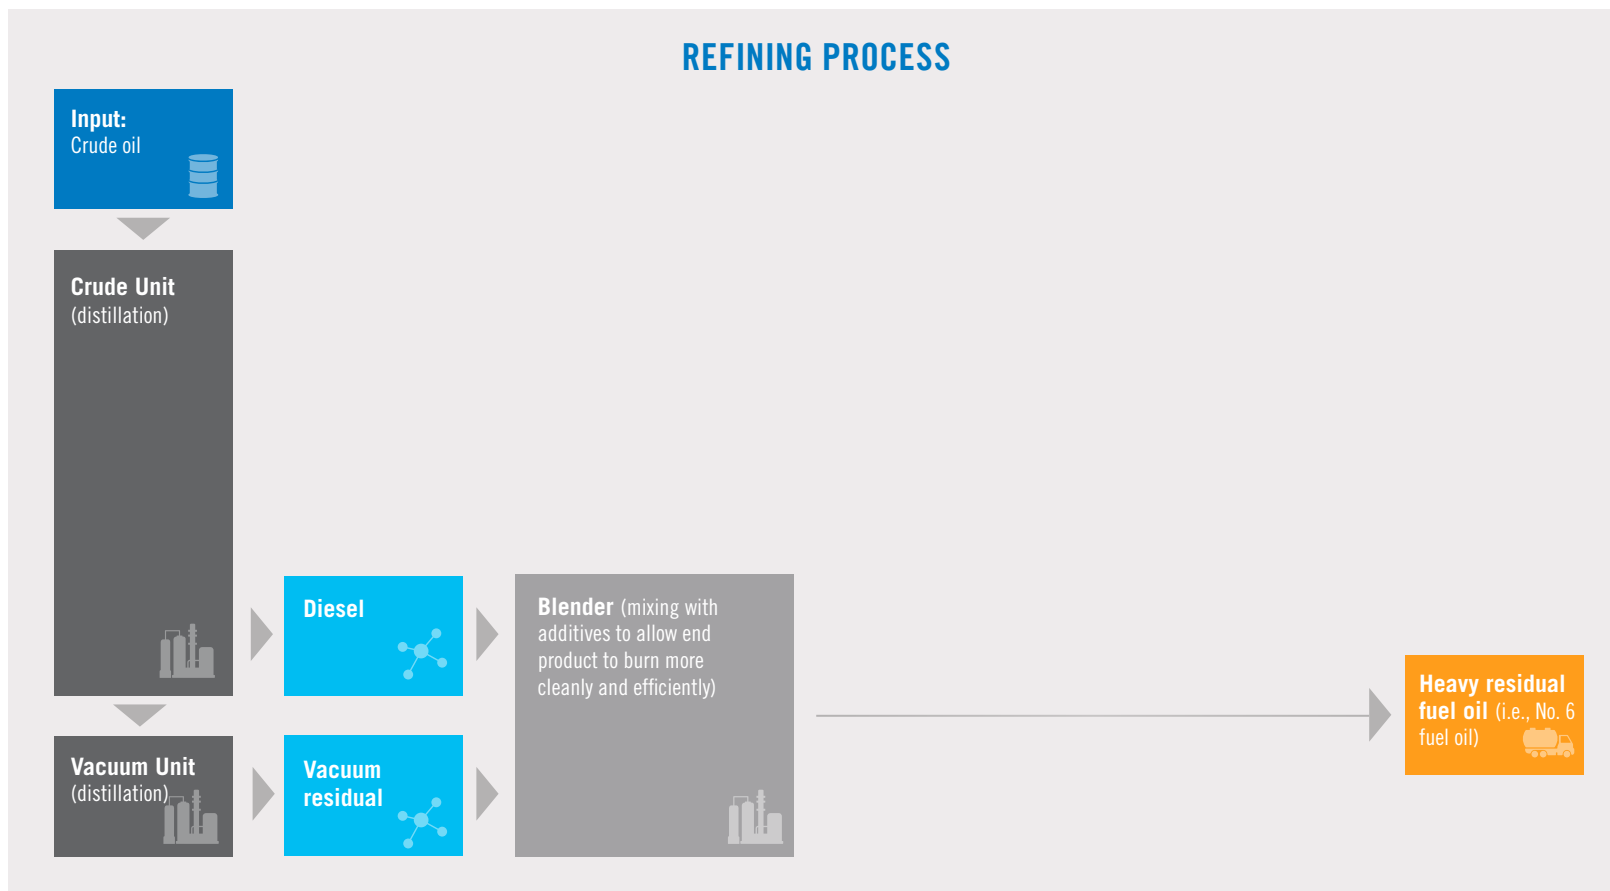 REFINING PROCESS
Input:
Crude oil
Crude Unit
(distillation)
Diesel
Blender (mixing with
additives to allow end
product to burn more
cleanly and efficiently)
Heavy residual
fuel oil (i.e., No. 6
fuel oil)
Vacuum Unit
(distillation)
Vacuum
residual